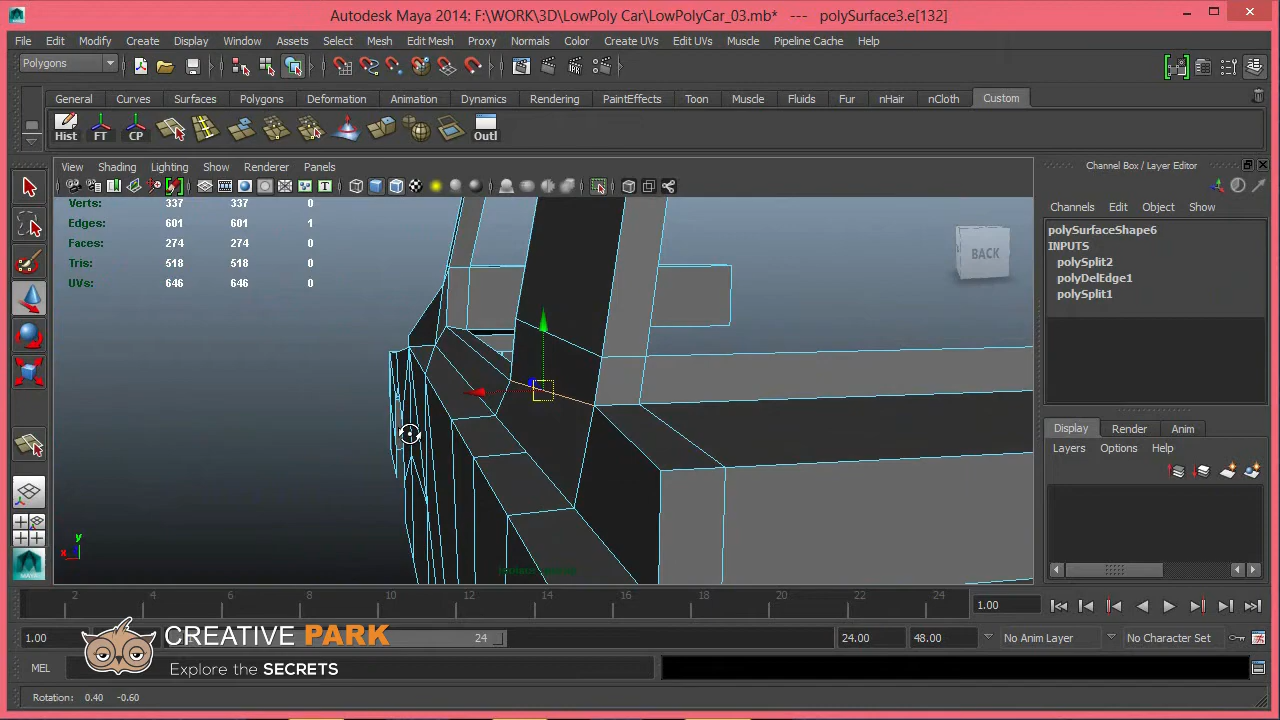 Autodesk Maya 2014: F:\WORK\3D\LowPoly Car\LowPolyCar_03.mb* --- polySurface3.e[132]
File Edit Modify Create Display Window Assets Select Mesh Edit Mesh Proxy Normals Color Create UVs Edit UVs Muscle Pipeline Cache Help
Polygons
General Curves Surfaces Polygons Deformation Animation Dynamics Rendering PaintEffects Toon Muscle Fluids Fur nHair nCloth Custom
Hist FT CP Outl
View Shading Lighting Show Renderer Panels
Channel Box / Layer Editor
Verts: 337 337 0
Edges: 601 601 1
Faces: 274 274 0
Tris: 518 518 0
UVs: 646 646 0
BACK
Channels Edit Object Show
polySurfaceShape6
INPUTS
polySplit2
polyDelEdge1
polySplit1
Display Render Anim
Layers Options Help
y
x
2 4 6 8 10 12 14 16 18 20 22 24
1.00
1.00 24 24.00 48.00 No Anim Layer No Character Set
CREATIVE PARK
Explore the SECRETS
MEL
Rotation: 0.40 -0.60